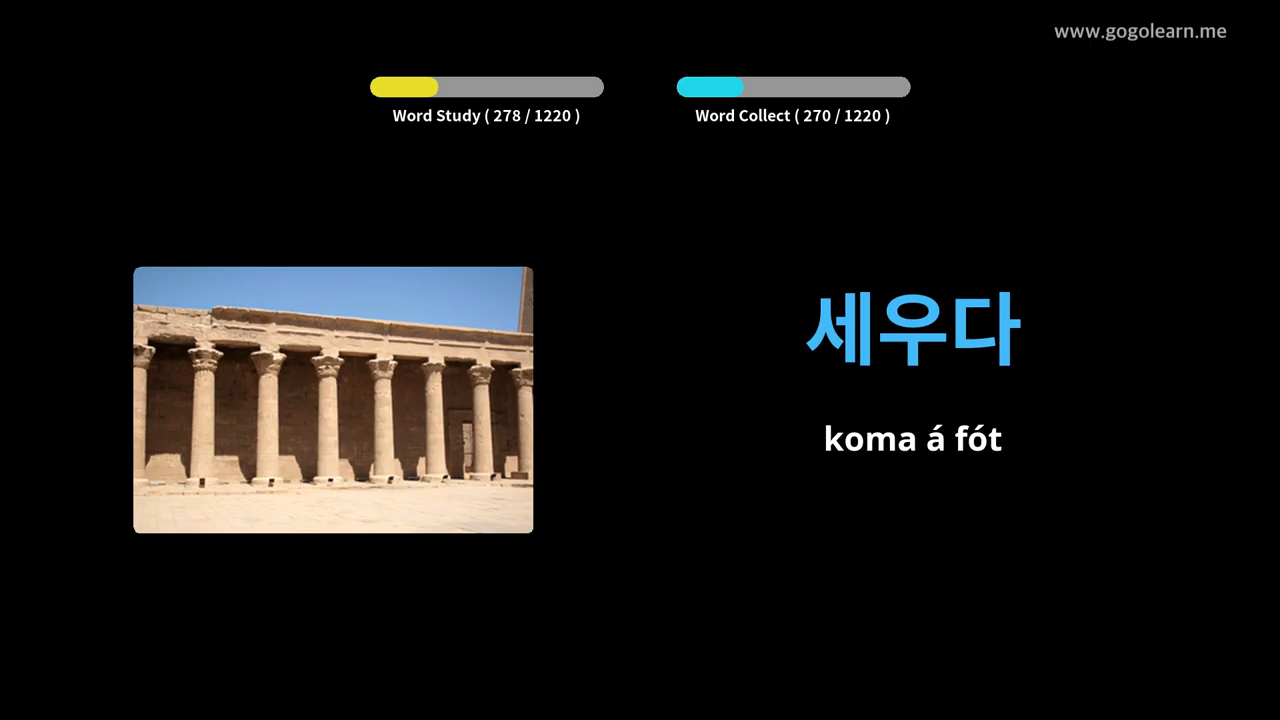 www.gogolearn.me
Word Study ( 278 / 1220 )
Word Collect ( 270 / 1220 )
세우다
koma á fót